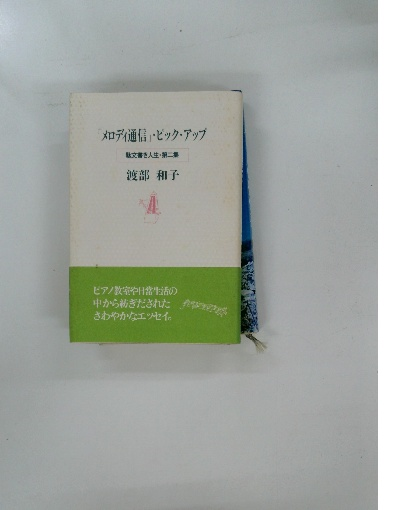 「メロディ通信」・ピック・アップ
駄文書き人生・第二集
渡部 和子
ピアノ教室や日常生活の
中から紡ぎだされた
さわやかなエッセイ。